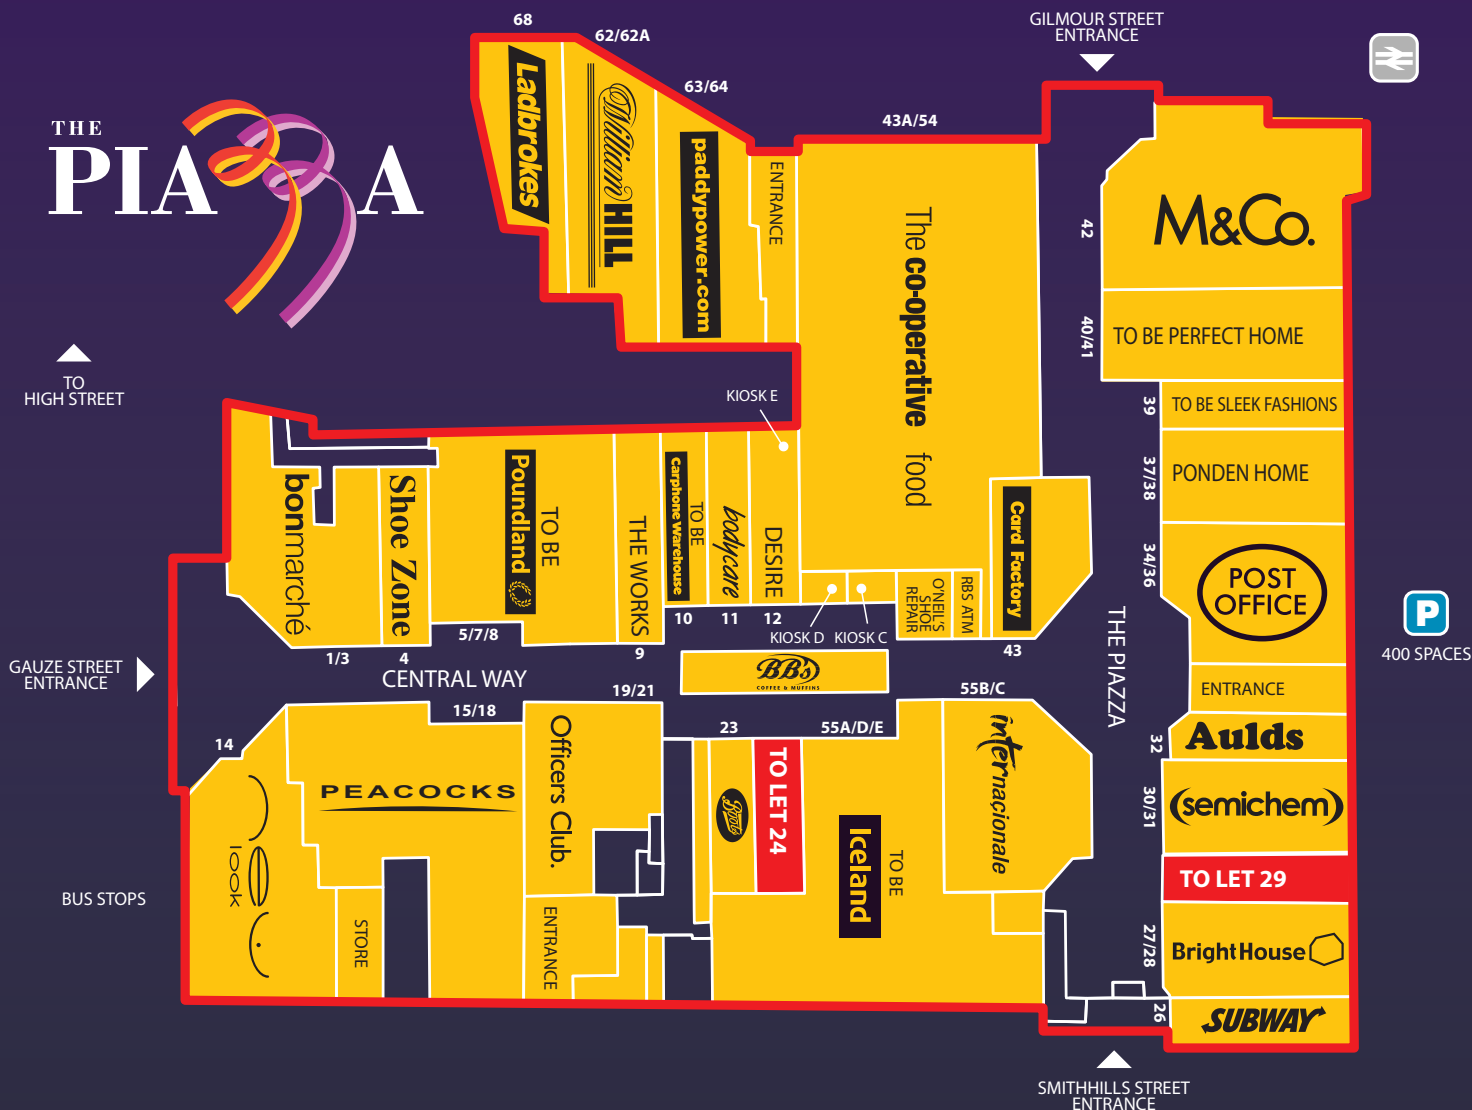 68
62/62A
63/64
43A/54
GILMOUR STREET
ENTRANCE
THE
PIAZZA
Ladbrokes
William HILL
paddypower.com
ENTRANCE
The co-operative food
42
M&Co.
40/41
TO BE PERFECT HOME
39
TO BE SLEEK FASHIONS
37/38
PONDEN HOME
34/36
POST
OFFICE
ENTRANCE
TO
HIGH STREET
KIOSK E
bonmarché
Shoe Zone
TO BE
Poundland
THE WORKS
TO BE
Carphone Warehouse
bodycare
DESIRE
Card Factory
O'NEIL'S
SHOE
REPAIR
RBS ATM
KIOSK D
KIOSK C
1/3
4
5/7/8
9
10
11
12
43
GAUZE STREET
ENTRANCE
CENTRAL WAY
BB's
COFFEE & MUFFINS
THE PIAZZA
P
400 SPACES
14
15/18
19/21
23
55A/D/E
55B/C
look
PEACOCKS
STORE
Officers Club.
ENTRANCE
Boots
TO LET 24
TO BE
Iceland
internaçionale
32
Aulds
30/31
(semichem)
TO LET 29
27/28
BrightHouse
26
SUBWAY
BUS STOPS
SMITHHILLS STREET
ENTRANCE